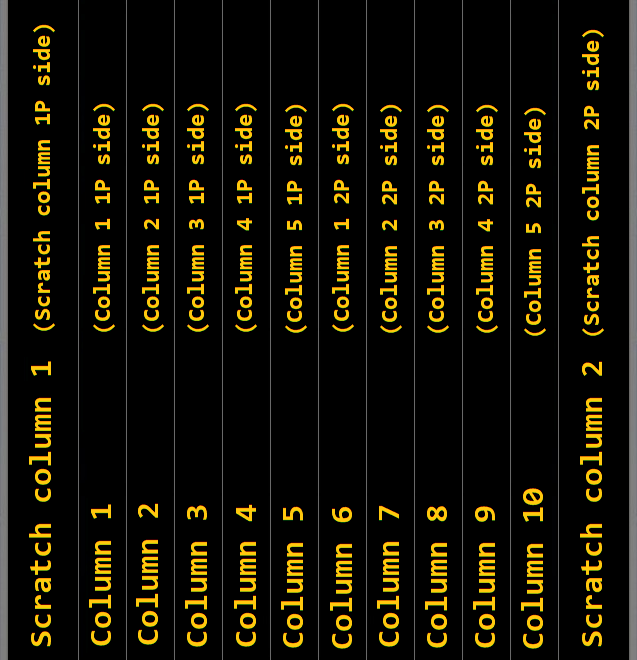 Scratch column 1 (Scratch column 1P side)
Column 1 (Column 1 1P side)
Column 2 (Column 2 1P side)
Column 3 (Column 3 1P side)
Column 4 (Column 4 1P side)
Column 5 (Column 5 1P side)
Column 6 (Column 1 2P side)
Column 7 (Column 2 2P side)
Column 8 (Column 3 2P side)
Column 9 (Column 4 2P side)
Column 10 (Column 5 2P side)
Scratch column 2 (Scratch column 2P side)